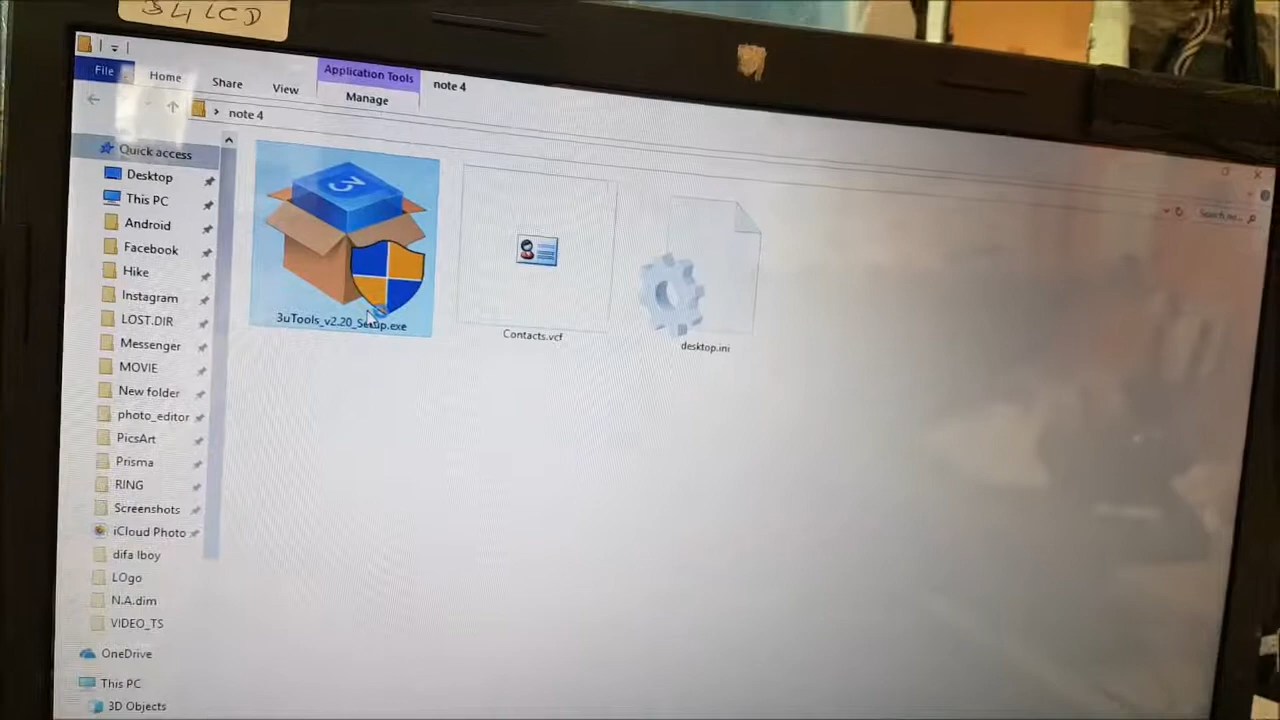 B4 LCD
Application Tools
note 4
File
Home
Share
View
Manage
note 4
Quick access
Desktop
This PC
Android
Facebook
Hike
Instagram
LOST.DIR
Messenger
MOVIE
New folder
photo_editor
PicsArt
Prisma
RING
Screenshots
iCloud Photo
difa lboy
LOgo
N.A.dim
VIDEO_TS
OneDrive
This PC
3D Objects
3
3uTools_v2.20_Setup.exe
Contacts.vcf
desktop.ini